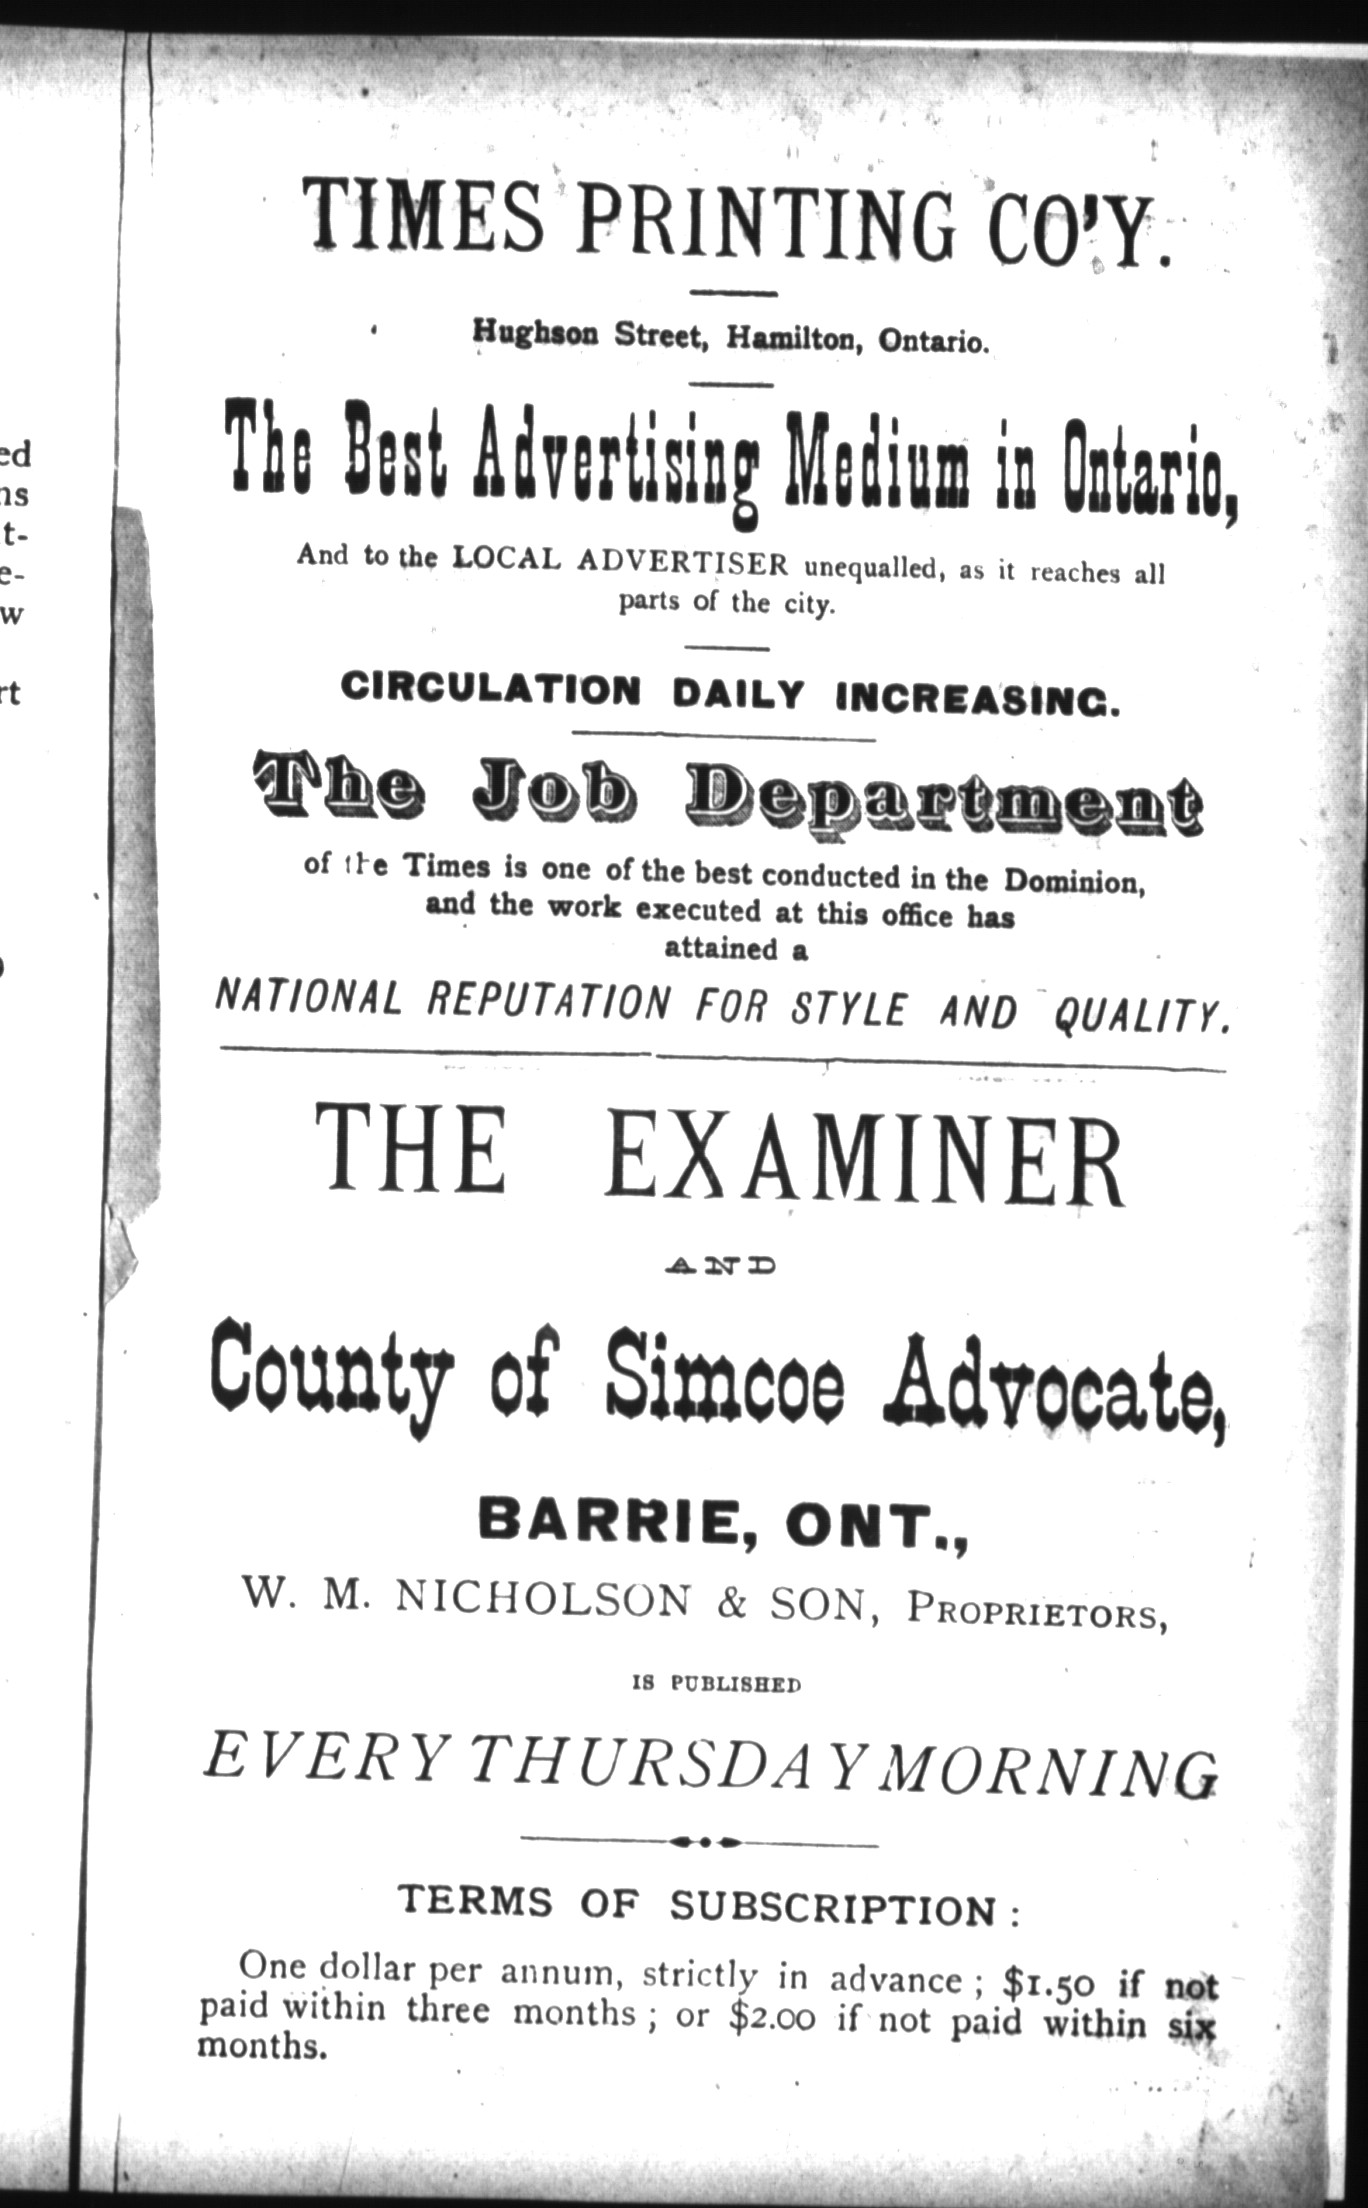 TIMES PRINTING CO'Y.
Hughson Street, Hamilton, Ontario.
The Best Advertising Medium in Ontario,
And to the LOCAL ADVERTISER unequalled, as it reaches all
parts of the city.
CIRCULATION DAILY INCREASING.
The Job Department
of the Times is one of the best conducted in the Dominion,
and the work executed at this office has
attained a
NATIONAL REPUTATION FOR STYLE AND QUALITY.
THE EXAMINER
AND
County of Simcoe Advocate,
BARRIE, ONT.,
W. M. NICHOLSON & SON, PROPRIETORS,
IS PUBLISHED
EVERY THURSDAY MORNING
TERMS OF SUBSCRIPTION :
One dollar per annum, strictly in advance ; $1.50 if not
paid within three months ; or $2.00 if not paid within six
months.